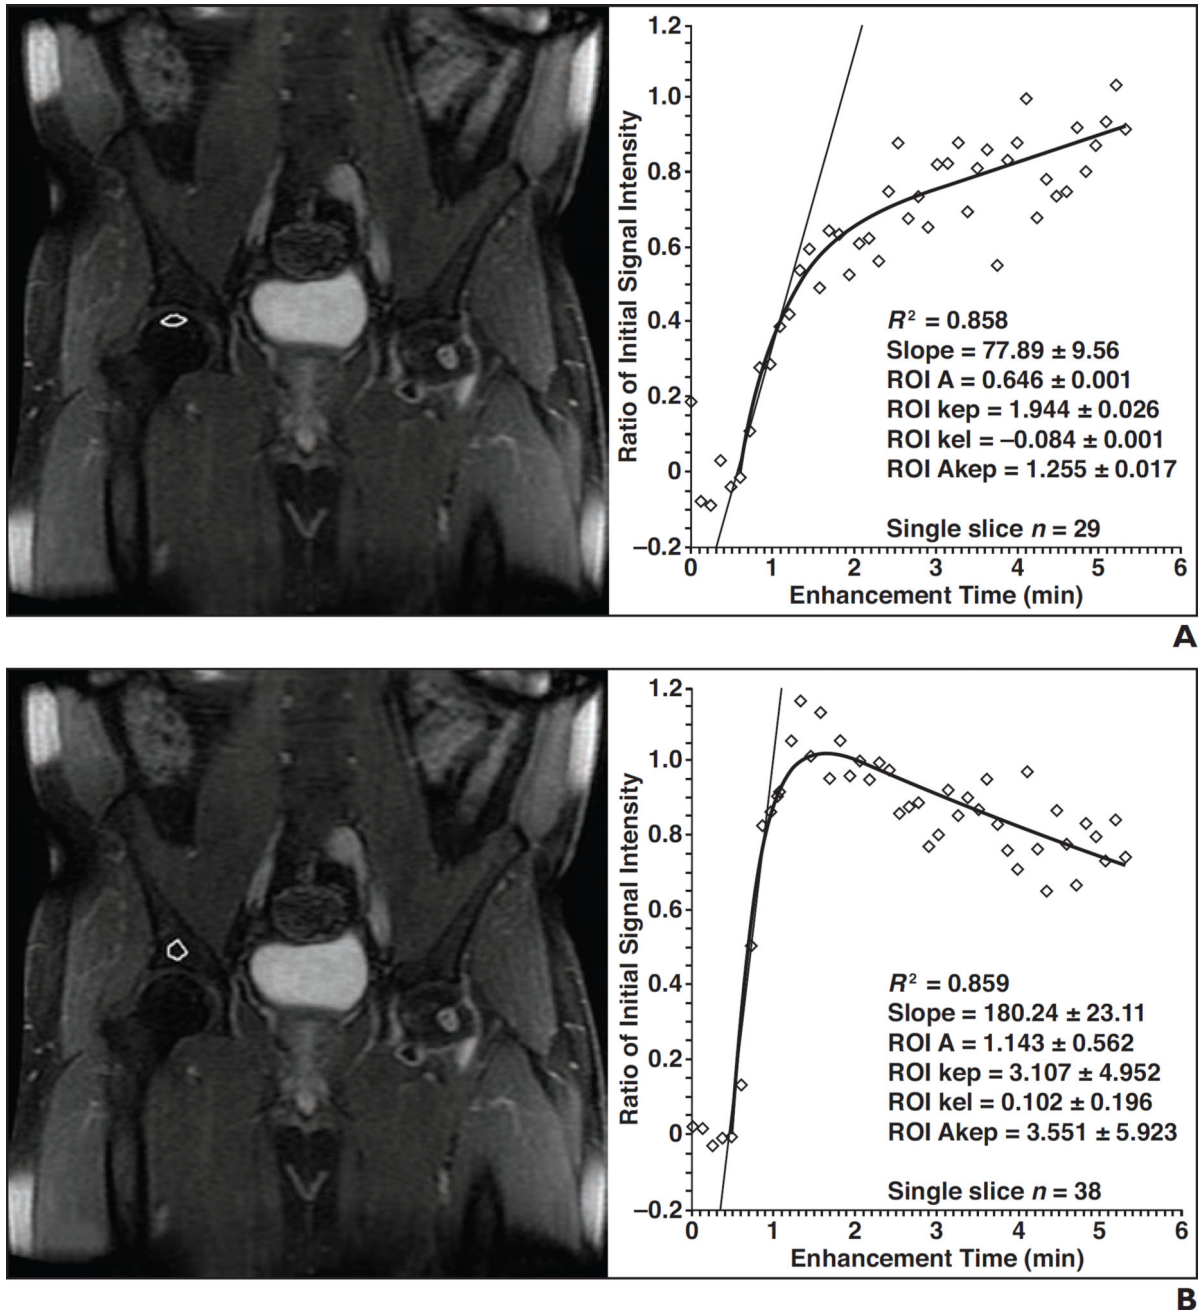 1.2
1.0
0.8
0.6
0.4
0.2
0
–0.2
Ratio of Initial Signal Intensity
R² = 0.858
Slope = 77.89 ± 9.56
ROI A = 0.646 ± 0.001
ROI kep = 1.944 ± 0.026
ROI kel = –0.084 ± 0.001
ROI Akep = 1.255 ± 0.017
Single slice n = 29
0 1 2 3 4 5 6
Enhancement Time (min)
A
1.2
1.0
0.8
0.6
0.4
0.2
0
–0.2
Ratio of Initial Signal Intensity
R² = 0.859
Slope = 180.24 ± 23.11
ROI A = 1.143 ± 0.562
ROI kep = 3.107 ± 4.952
ROI kel = 0.102 ± 0.196
ROI Akep = 3.551 ± 5.923
Single slice n = 38
0 1 2 3 4 5 6
Enhancement Time (min)
B